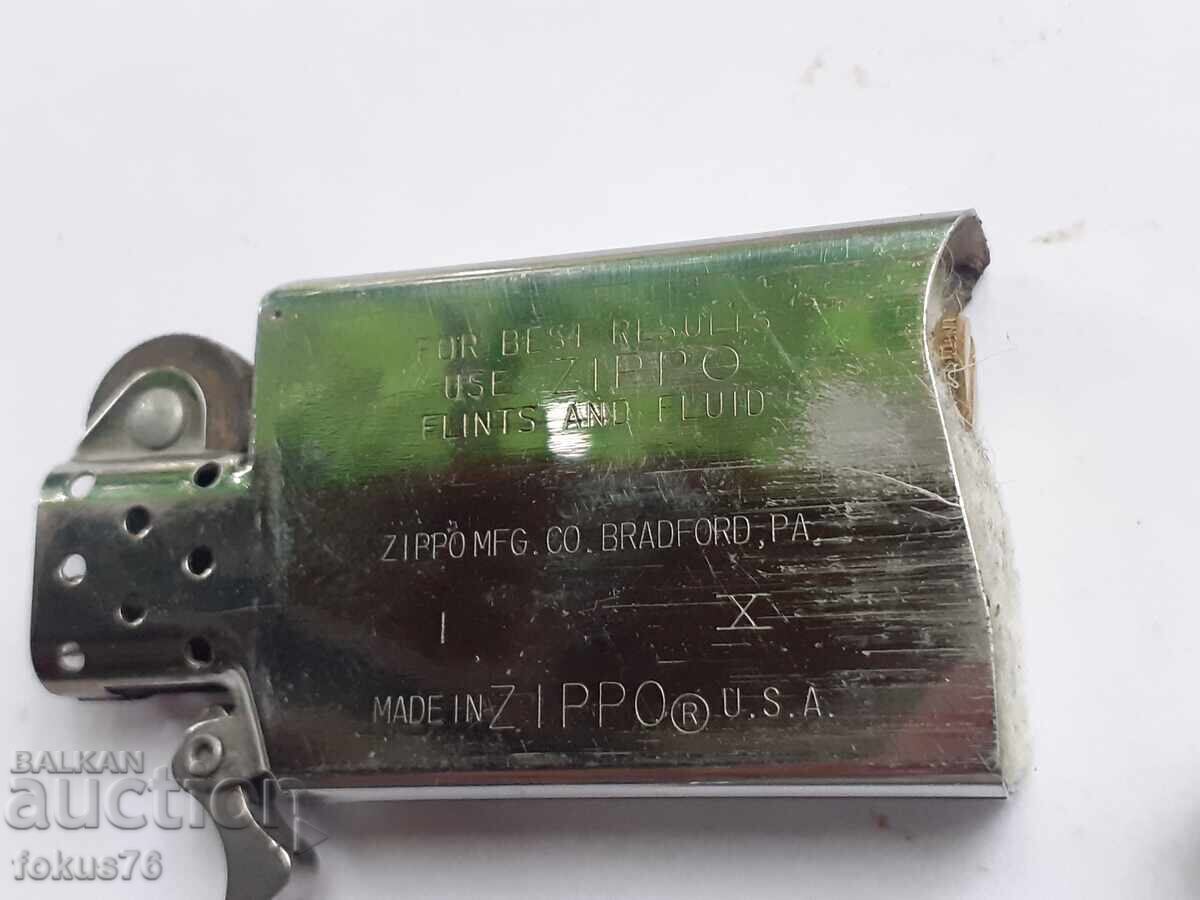 FOR BEST RESULTS
USE ZIPPO
FLINTS AND FLUID
ZIPPO MFG. CO. BRADFORD, PA.
I X
MADE IN ZIPPO ® U.S.A.
BALKAN
auction
fokus76